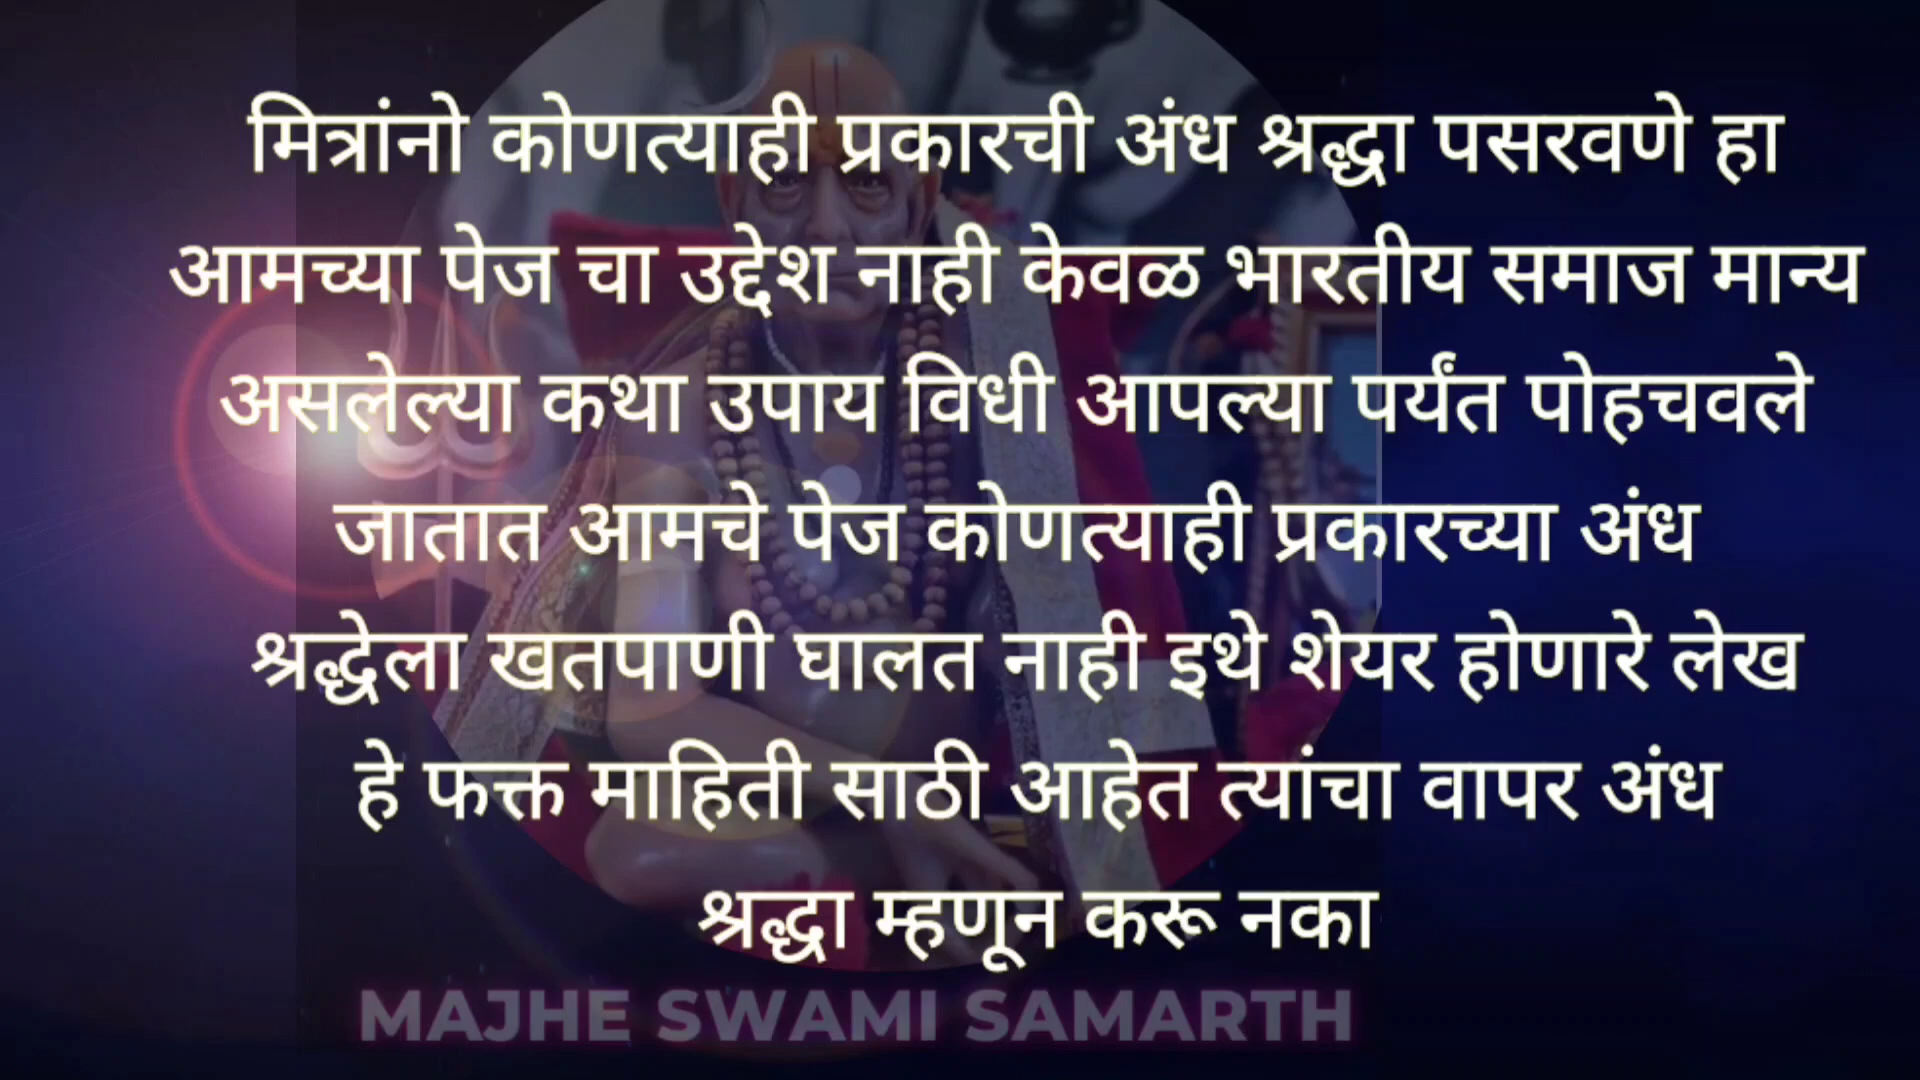 मित्रांनो कोणत्याही प्रकारची अंध श्रद्धा पसरवणे हा
आमच्या पेज चा उद्देश नाही केवळ भारतीय समाज मान्य
असलेल्या कथा उपाय विधी आपल्या पर्यंत पोहचवले
जातात आमचे पेज कोणत्याही प्रकारच्या अंध
श्रद्धेला खतपाणी घालत नाही इथे शेयर होणारे लेख
हे फक्त माहिती साठी आहेत त्यांचा वापर अंध
श्रद्धा म्हणून करू नका
MAJHE SWAMI SAMARTH